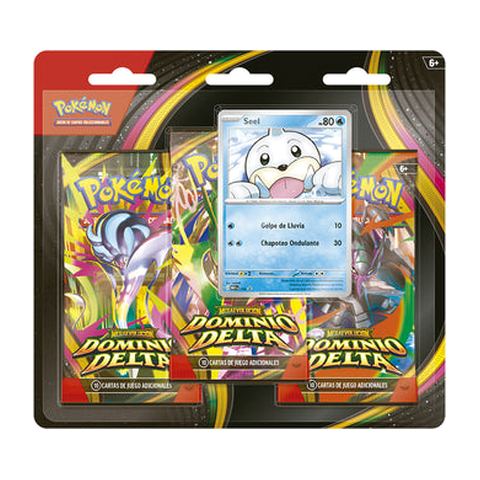 6+
POKÉMON
JUEGO DE CARTAS COLECCIONABLES
Seel
PS 80
Golpe de Lluvia 10
Chapoteo Ondulante 30
Pokémon
MEGAEVOLUCIÓN
DOMINIO
DELTA
10 CARTAS DE JUEGO ADICIONALES
MEGAEVOLUCIÓN
DOMINIO
DELTA
10 CARTAS DE JUEGO ADICIONALES
MEGAEVOLUCIÓN
DOMINIO
DELTA
10 CARTAS DE JUEGO ADICIONALES